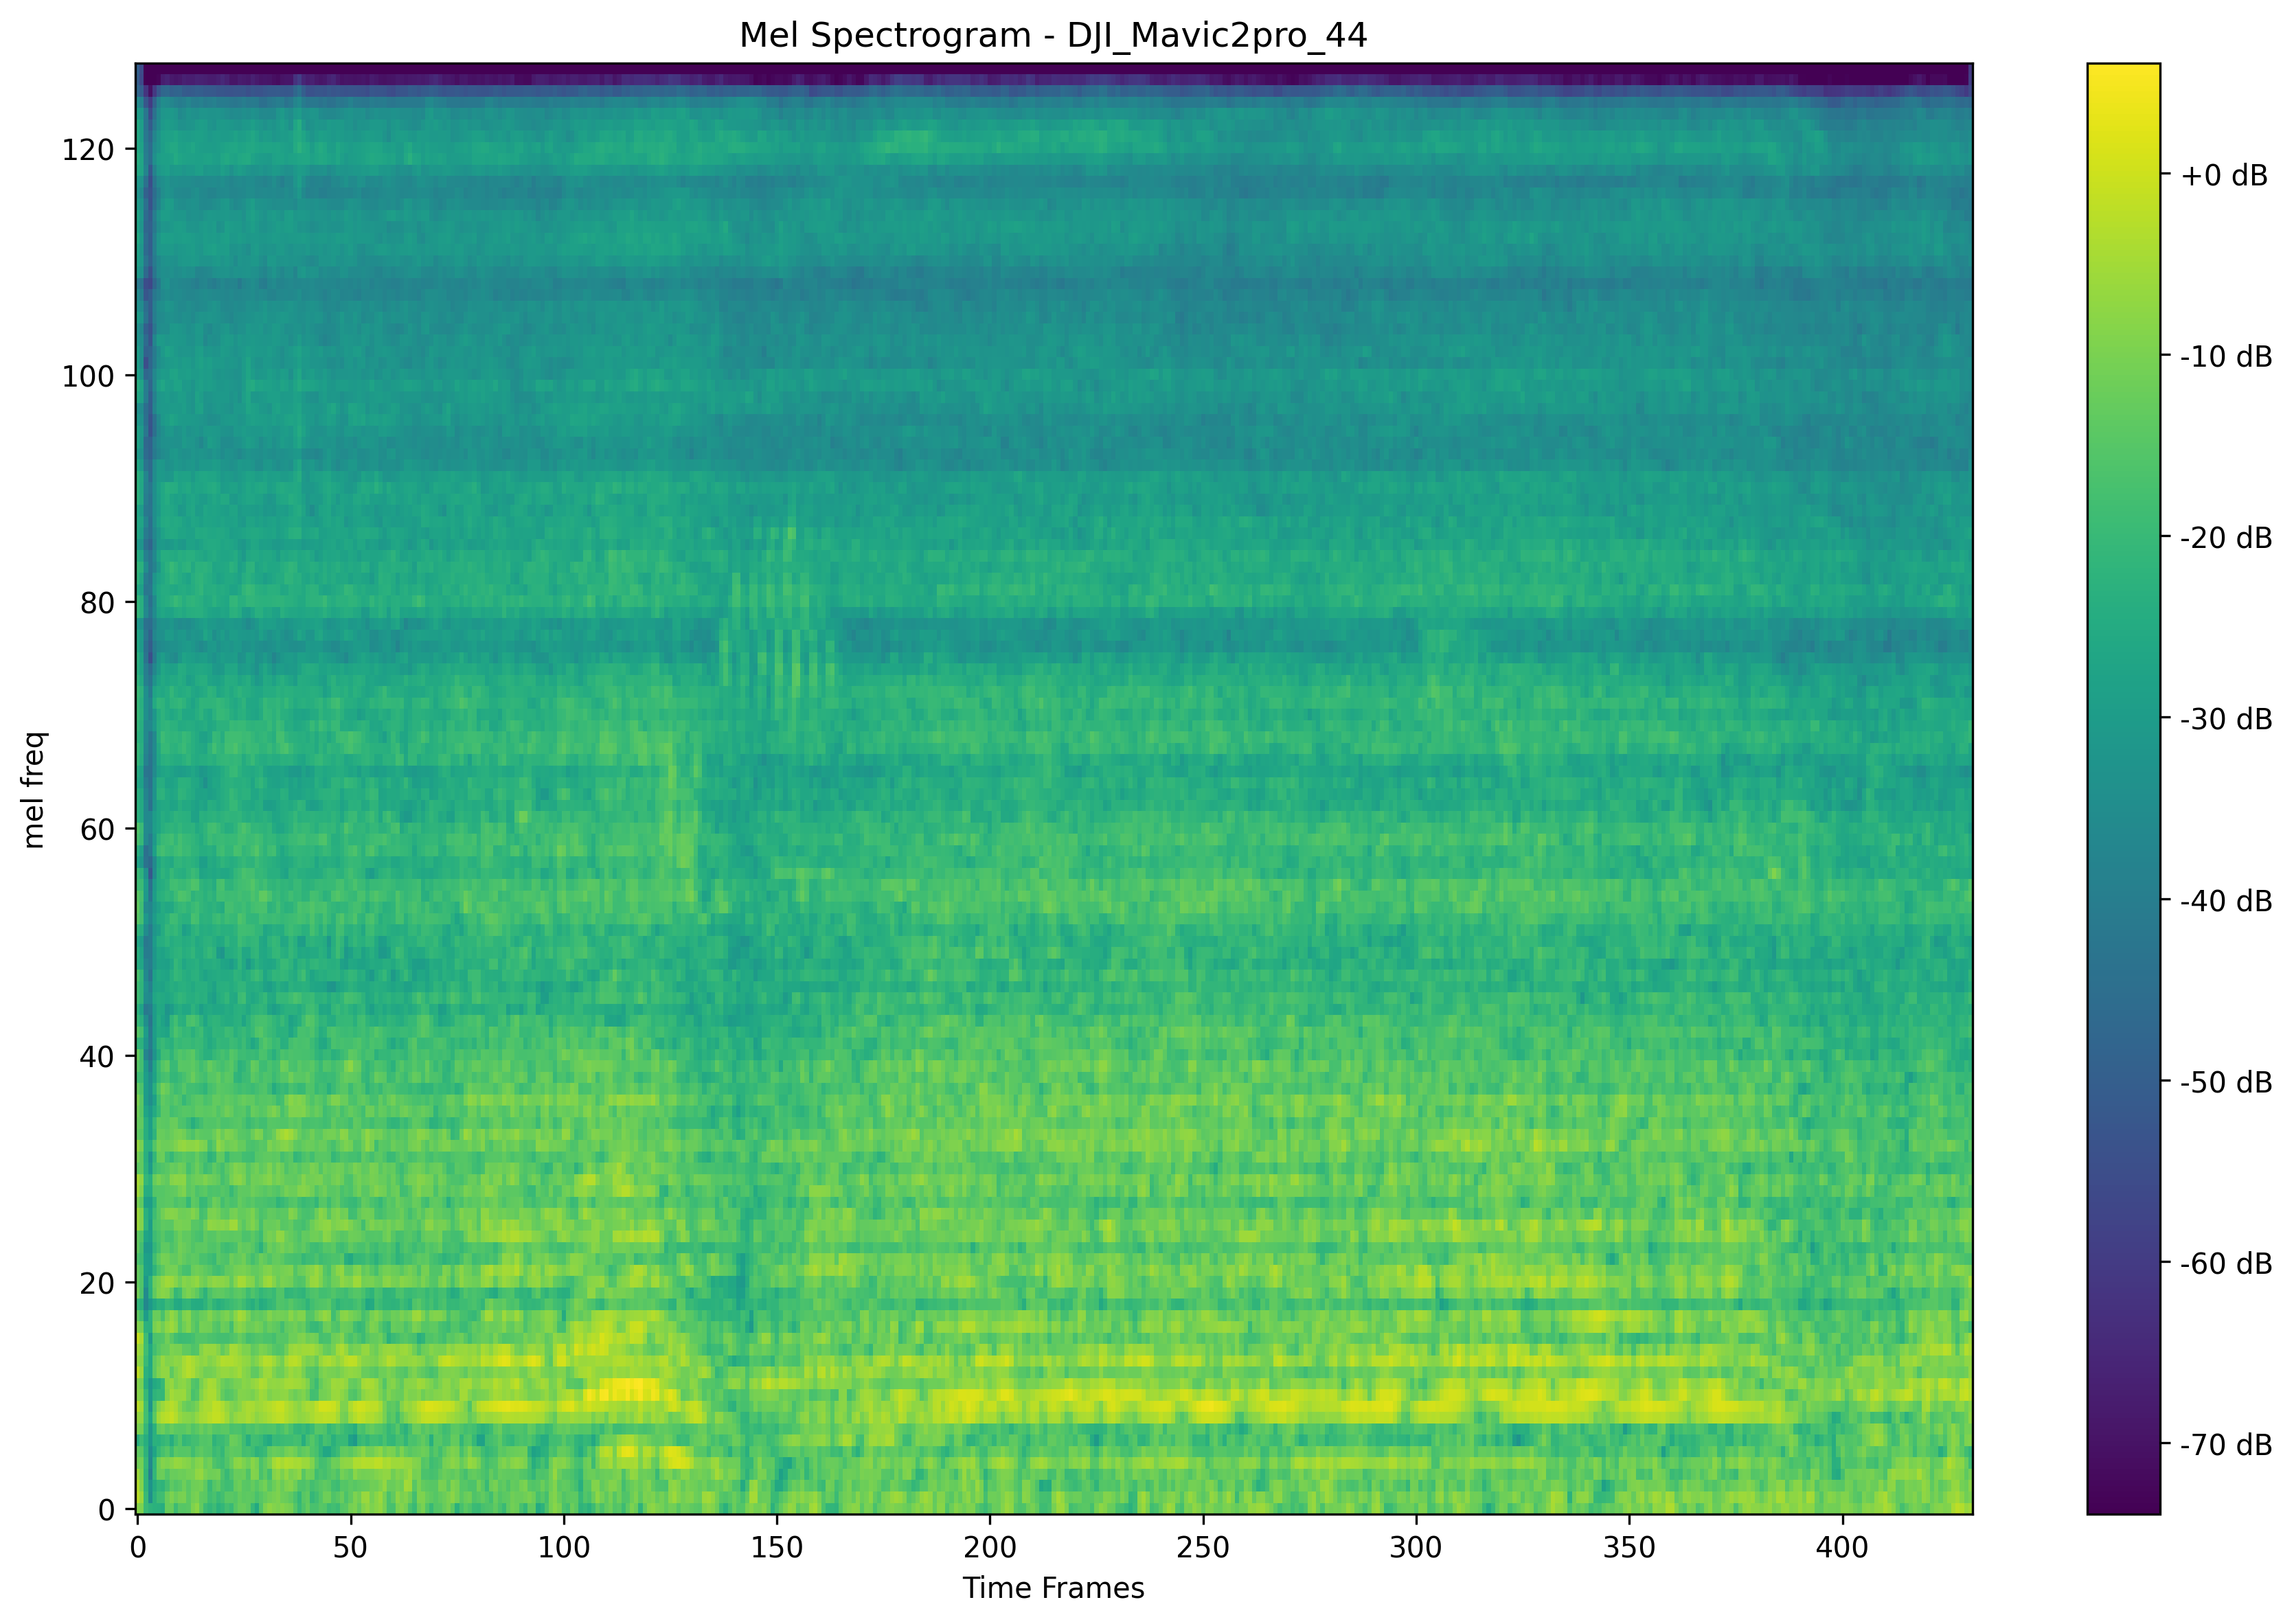 Mel Spectrogram - DJI_Mavic2pro_44
mel freq
120
100
80
60
40
20
0
0 50 100 150 200 250 300 350 400
Time Frames
+0 dB
-10 dB
-20 dB
-30 dB
-40 dB
-50 dB
-60 dB
-70 dB